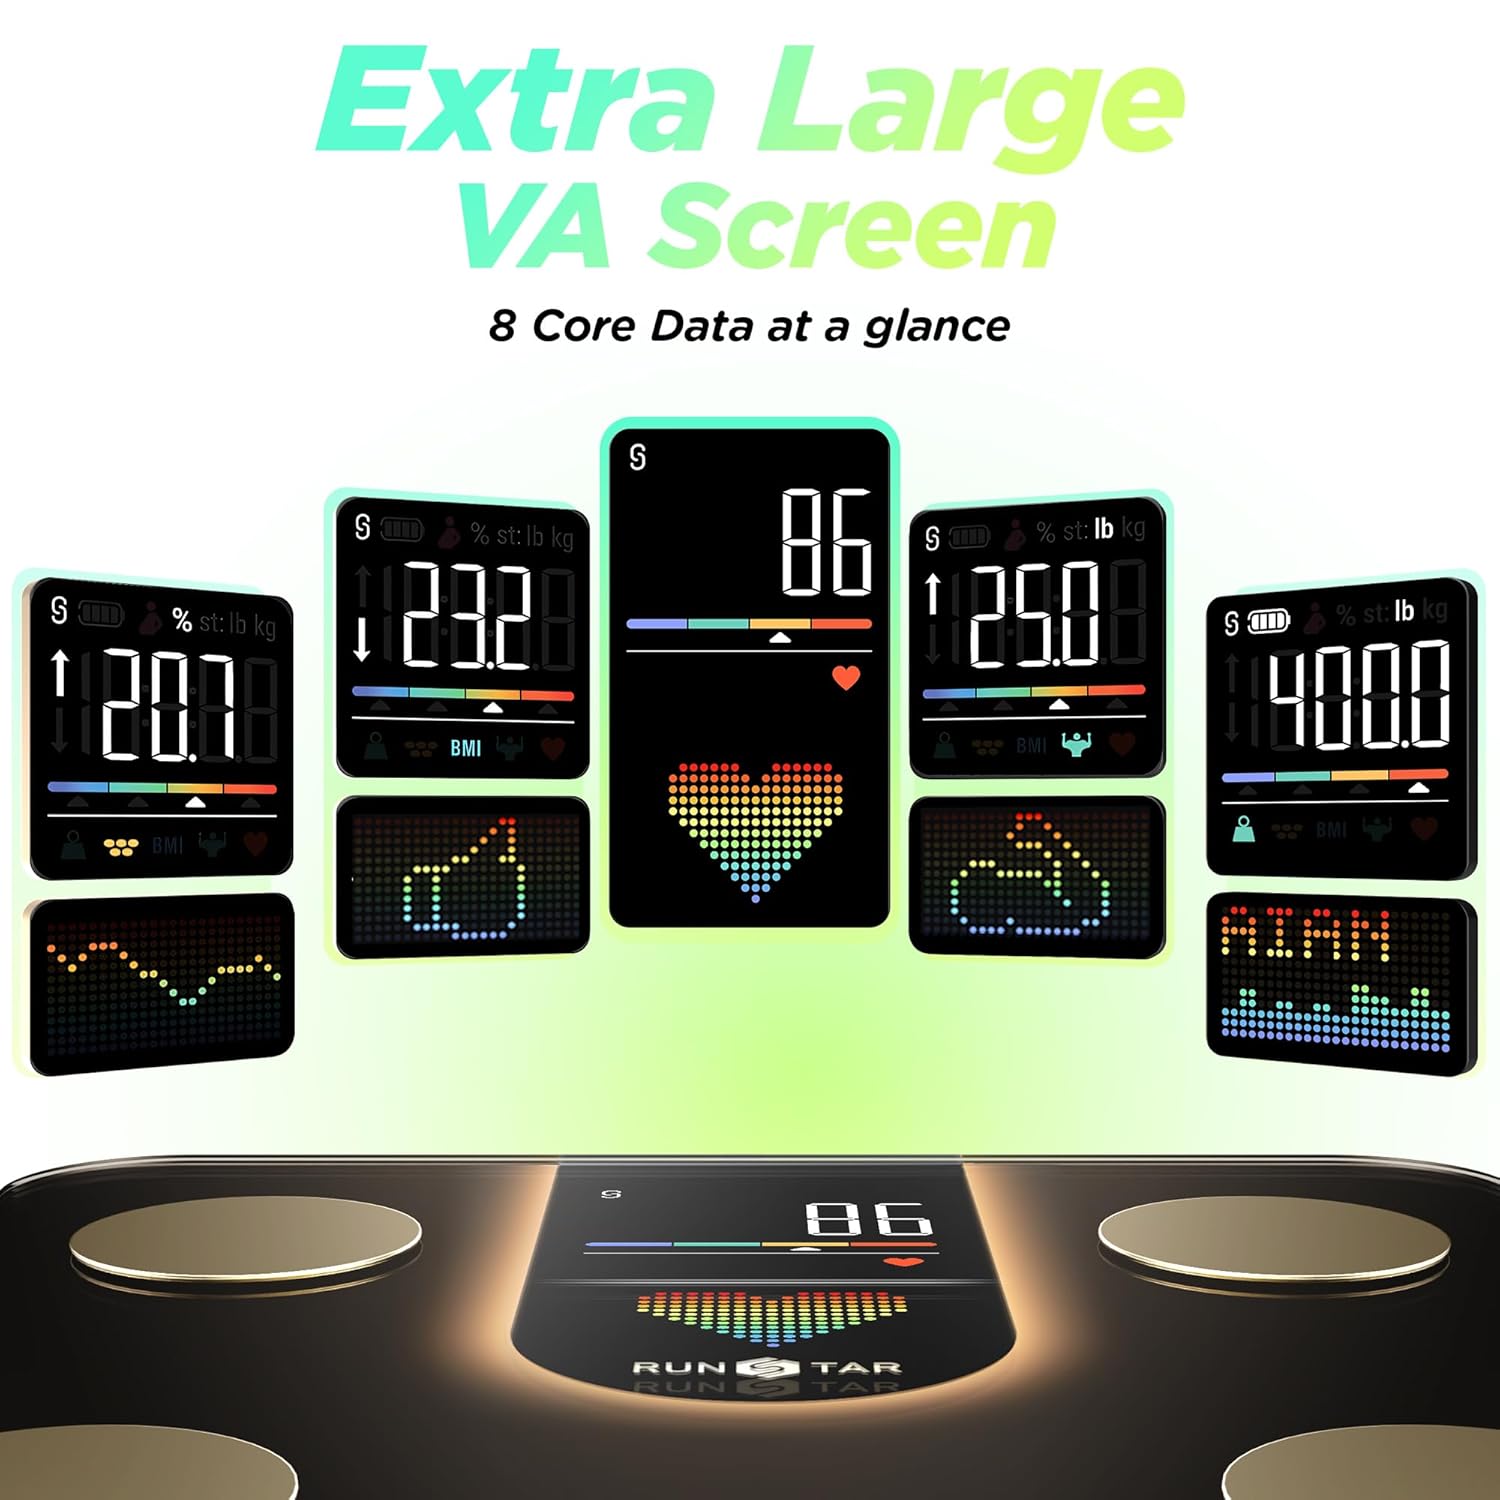 Extra Large
VA Screen
8 Core Data at a glance
% st: lb kg
20.7
BMI
% st: lb kg
23.2
BMI
86
% st: lb kg
25.0
BMI
% st: lb kg
400.0
BMI
AIAM
86
RUN STAR